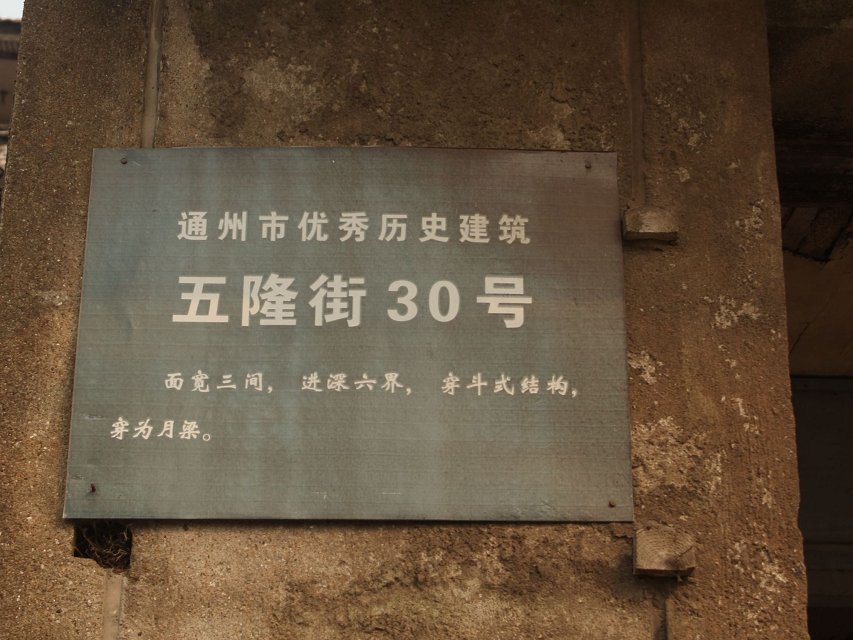 通州市优秀历史建筑
五隆街30号
面宽三间，进深六界，穿斗式结构，
穿为月梁。